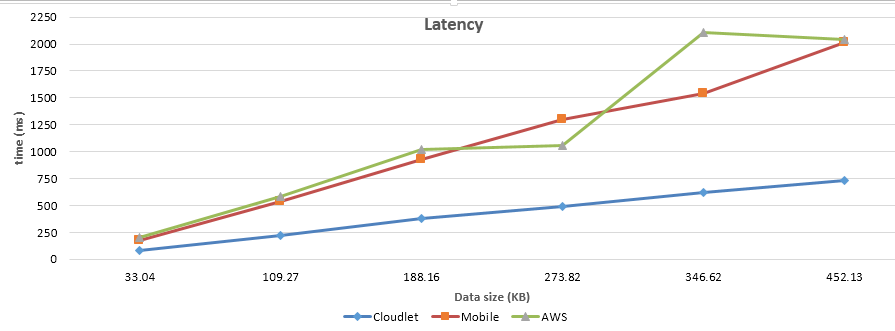 Latency
2250
2000
1750
1500
1250
1000
750
500
250
0
time (ms)
33.04 109.27 188.16 273.82 346.62 452.13
Data size (KB)
Cloudlet Mobile AWS